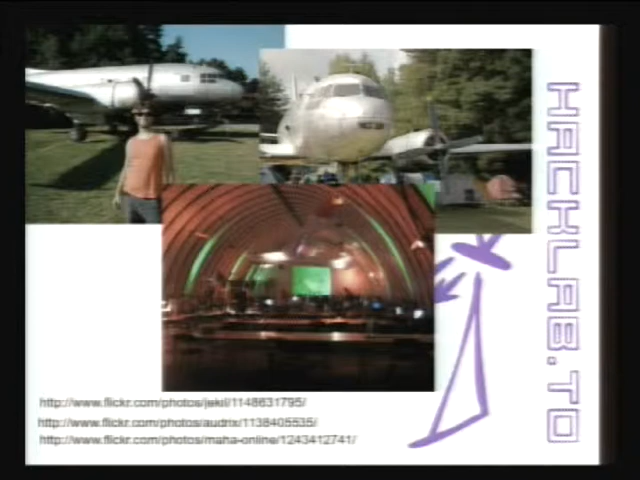 HACKLAB.TO
http://www.flickr.com/photos/jekil/1148631795/
http://www.flickr.com/photos/audrix/1138405535/
http://www.flickr.com/photos/maha-online/1243412741/